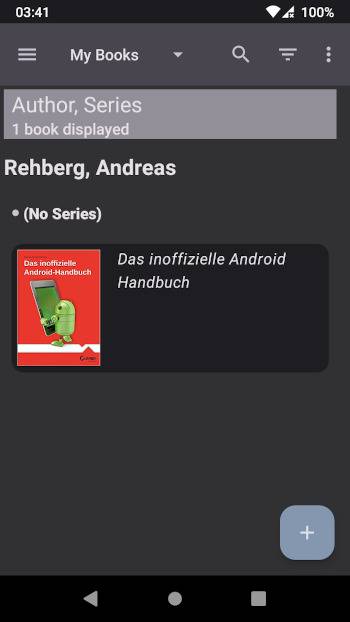 03:41
100%
My Books
Author, Series
1 book displayed
Rehberg, Andreas
• (No Series)
Das inoffizielle
Android-Handbuch
Das inoffizielle Android
Handbuch